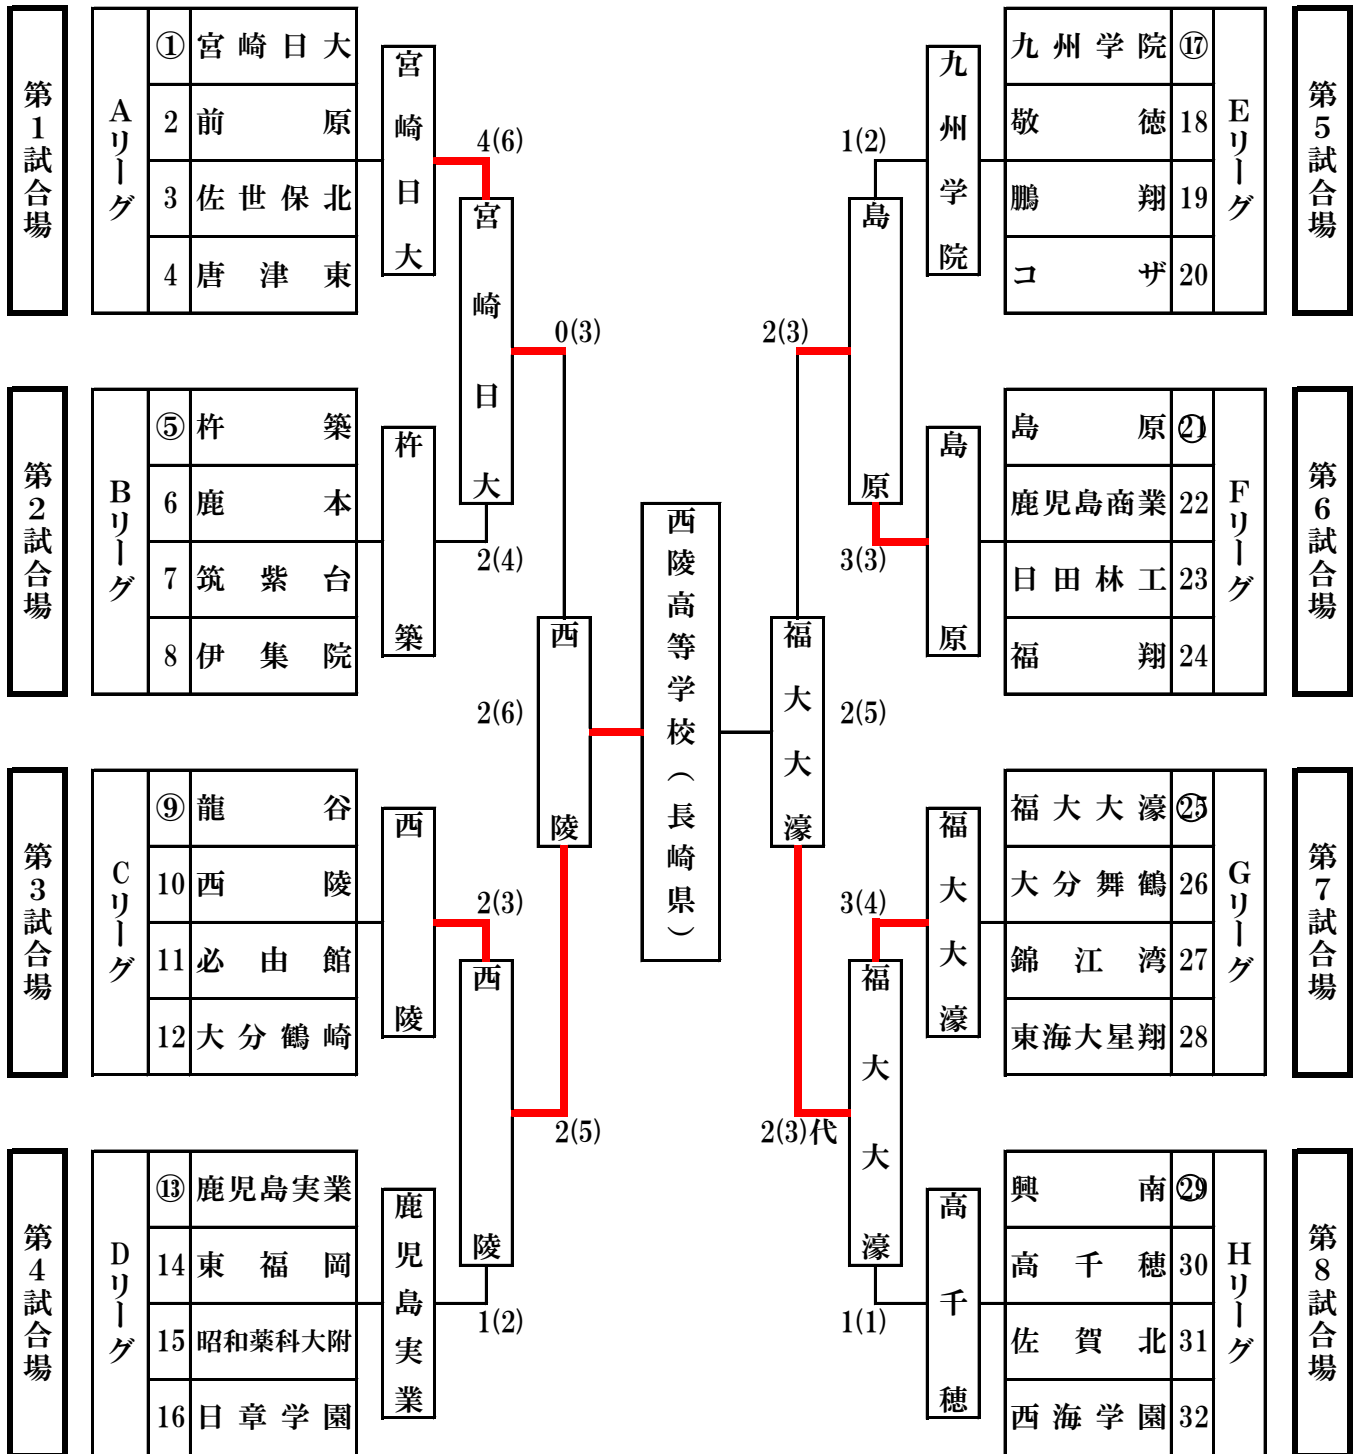 第1試合場
Aリーグ
① 宮崎日大
2 前原
3 佐世保北
4 唐津東
宮崎日大
4(6)
宮崎日大
0(3)
第2試合場
Bリーグ
⑤ 杵築
6 鹿本
7 筑紫台
8 伊集院
杵築
2(4)
西陵
2(6)
第3試合場
Cリーグ
⑨ 龍谷
10 西陵
11 必由館
12 大分鶴崎
西陵
2(3)
西陵
2(5)
第4試合場
Dリーグ
⑬ 鹿児島実業
14 東福岡
15 昭和薬科大附
16 日章学園
鹿児島実業
1(2)
西陵高等学校(長崎県)
九州学院 ⑰
敬徳 18
鵬翔 19
コザ 20
Eリーグ
第5試合場
九州学院
1(2)
島原
2(3)
島原 ㉑
鹿児島商業 22
日田林工 23
福翔 24
Fリーグ
第6試合場
島原
3(3)
福大大濠
2(5)
福大大濠 ㉕
大分舞鶴 26
錦江湾 27
東海大星翔 28
Gリーグ
第7試合場
福大大濠
3(4)
福大大濠
2(3)代
興南 ㉙
高千穂 30
佐賀北 31
西海学園 32
Hリーグ
第8試合場
高千穂
1(1)